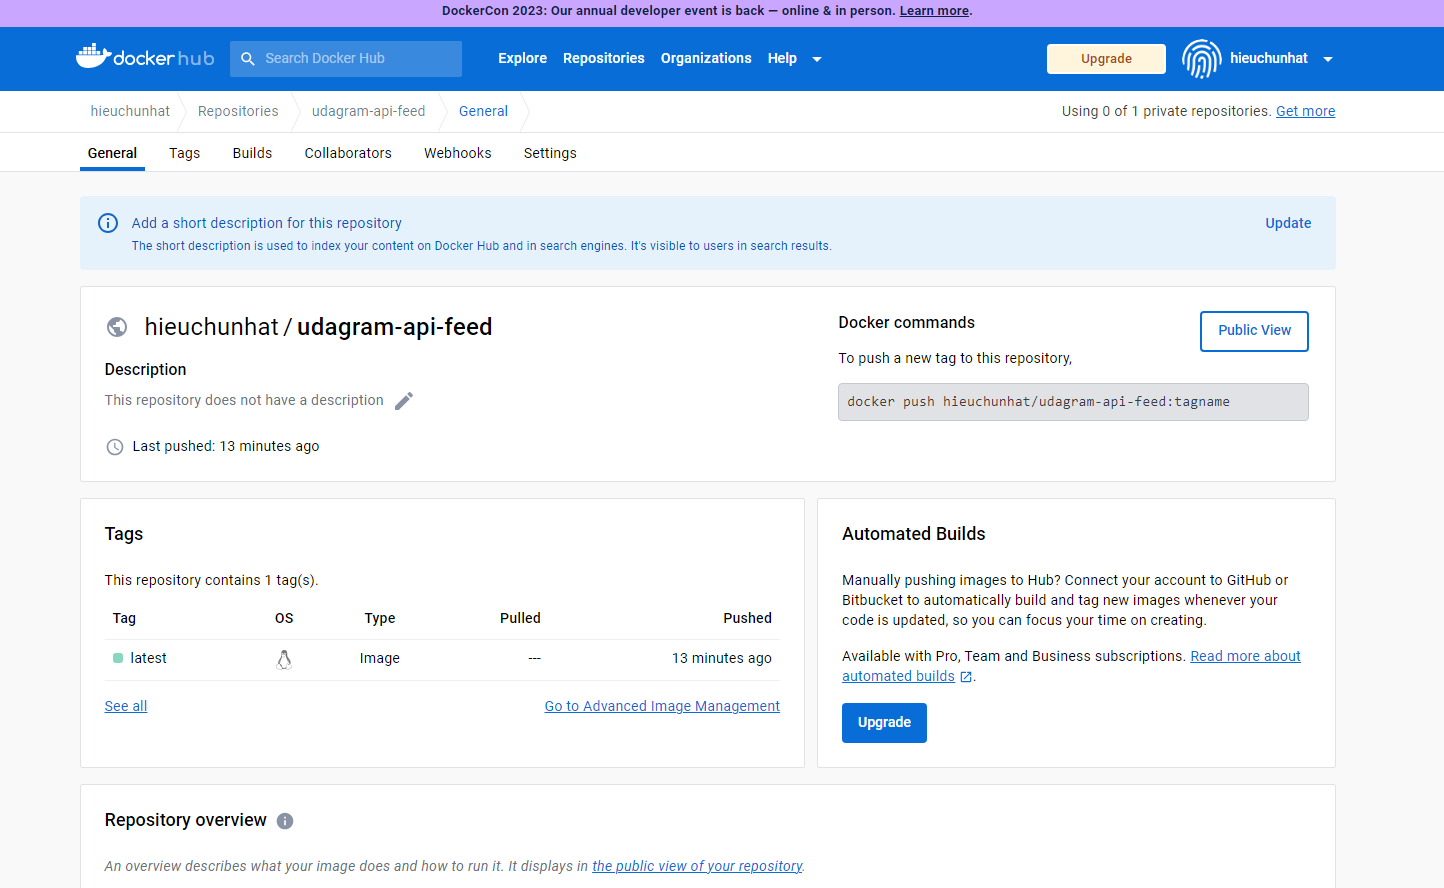 DockerCon 2023: Our annual developer event is back — online & in person. Learn more.
docker hub
Search Docker Hub
Explore Repositories Organizations Help
Upgrade
hieuchunhat
hieuchunhat Repositories udagram-api-feed General
Using 0 of 1 private repositories. Get more
General Tags Builds Collaborators Webhooks Settings
Add a short description for this repository
Update
The short description is used to index your content on Docker Hub and in search engines. It's visible to users in search results.
hieuchunhat / udagram-api-feed
Description
This repository does not have a description
Last pushed: 13 minutes ago
Docker commands
Public View
To push a new tag to this repository,
docker push hieuchunhat/udagram-api-feed:tagname
Tags
This repository contains 1 tag(s).
Tag OS Type Pulled Pushed
latest Image --- 13 minutes ago
See all Go to Advanced Image Management
Automated Builds
Manually pushing images to Hub? Connect your account to GitHub or
Bitbucket to automatically build and tag new images whenever your
code is updated, so you can focus your time on creating.
Available with Pro, Team and Business subscriptions. Read more about
automated builds .
Upgrade
Repository overview
An overview describes what your image does and how to run it. It displays in the public view of your repository.